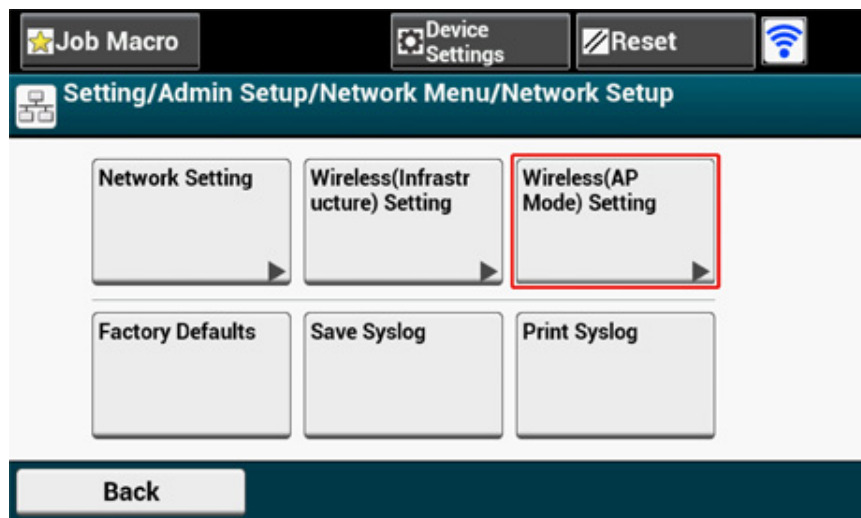 Job Macro
Device
Settings
Reset
Setting/Admin Setup/Network Menu/Network Setup
Network Setting
Wireless(Infrastr
ucture) Setting
Wireless(AP
Mode) Setting
Factory Defaults
Save Syslog
Print Syslog
Back